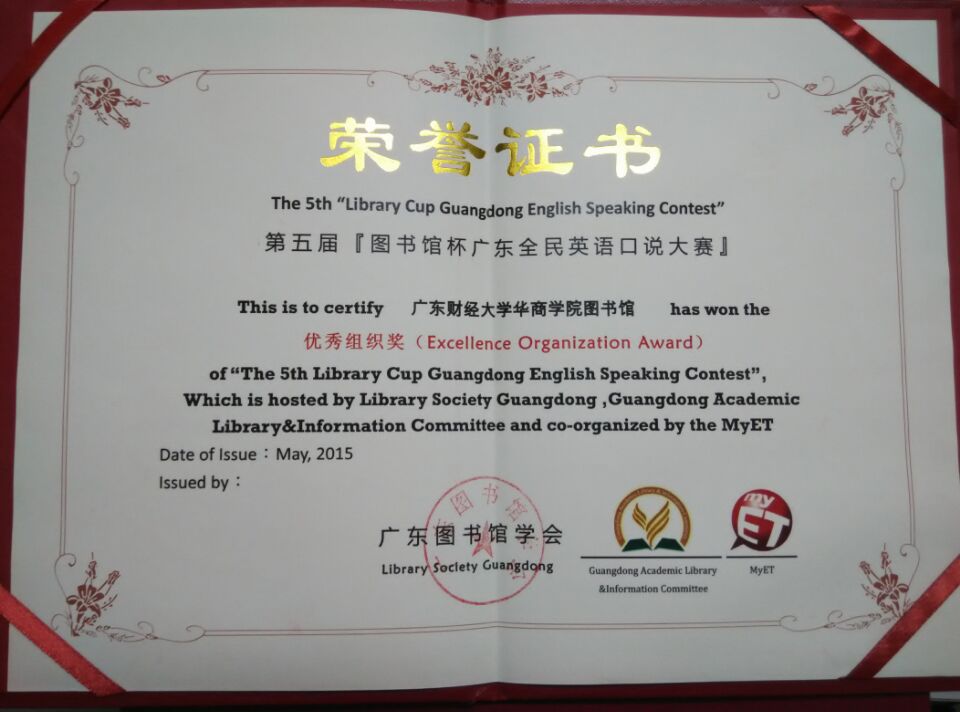 荣誉证书
The 5th “Library Cup Guangdong English Speaking Contest”
第五届『图书馆杯广东全民英语口说大赛』
This is to certify 广东财经大学华商学院图书馆 has won the
优秀组织奖（Excellence Organization Award）
of “The 5th Library Cup Guangdong English Speaking Contest”,
Which is hosted by Library Society Guangdong ,Guangdong Academic
Library&Information Committee and co-organized by the MyET
Date of Issue：May, 2015
Issued by：
广东图书馆学会
Library Society Guangdong
my
ET
Guangdong Academic Library
&Information Committee
MyET